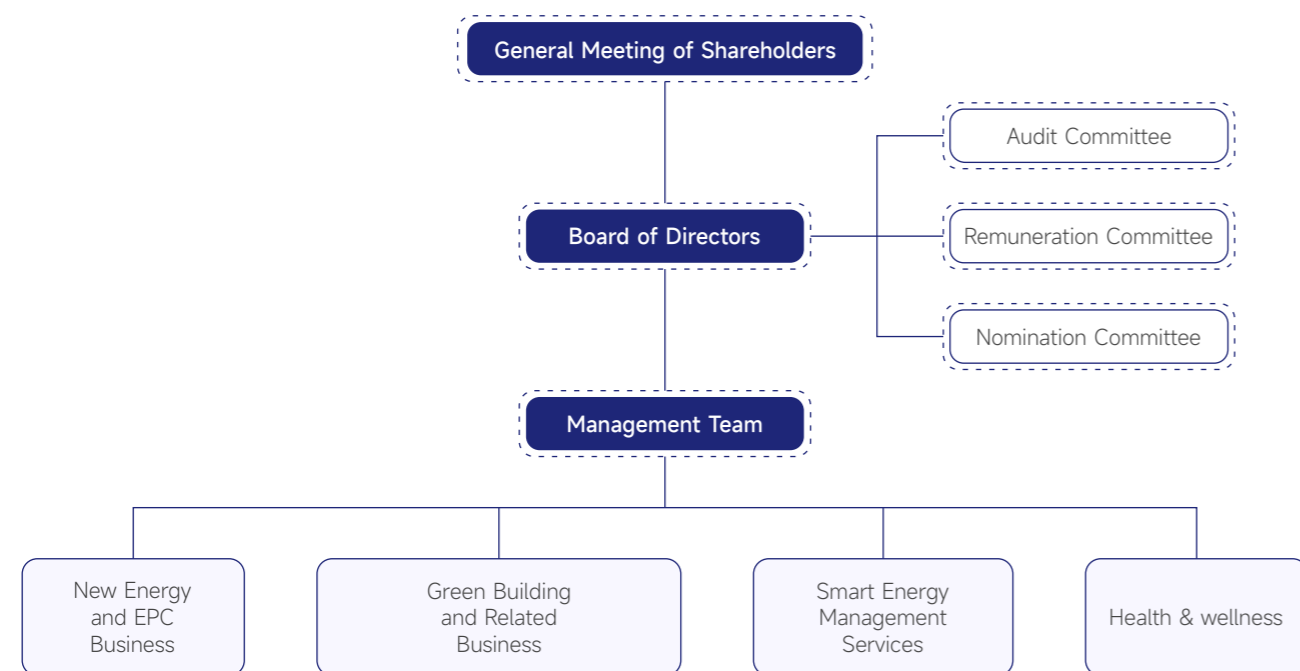 General Meeting of Shareholders
Audit Committee
Board of Directors
Remuneration Committee
Nomination Committee
Management Team
New Energy
and EPC
Business
Green Building
and Related
Business
Smart Energy
Management
Services
Health & wellness